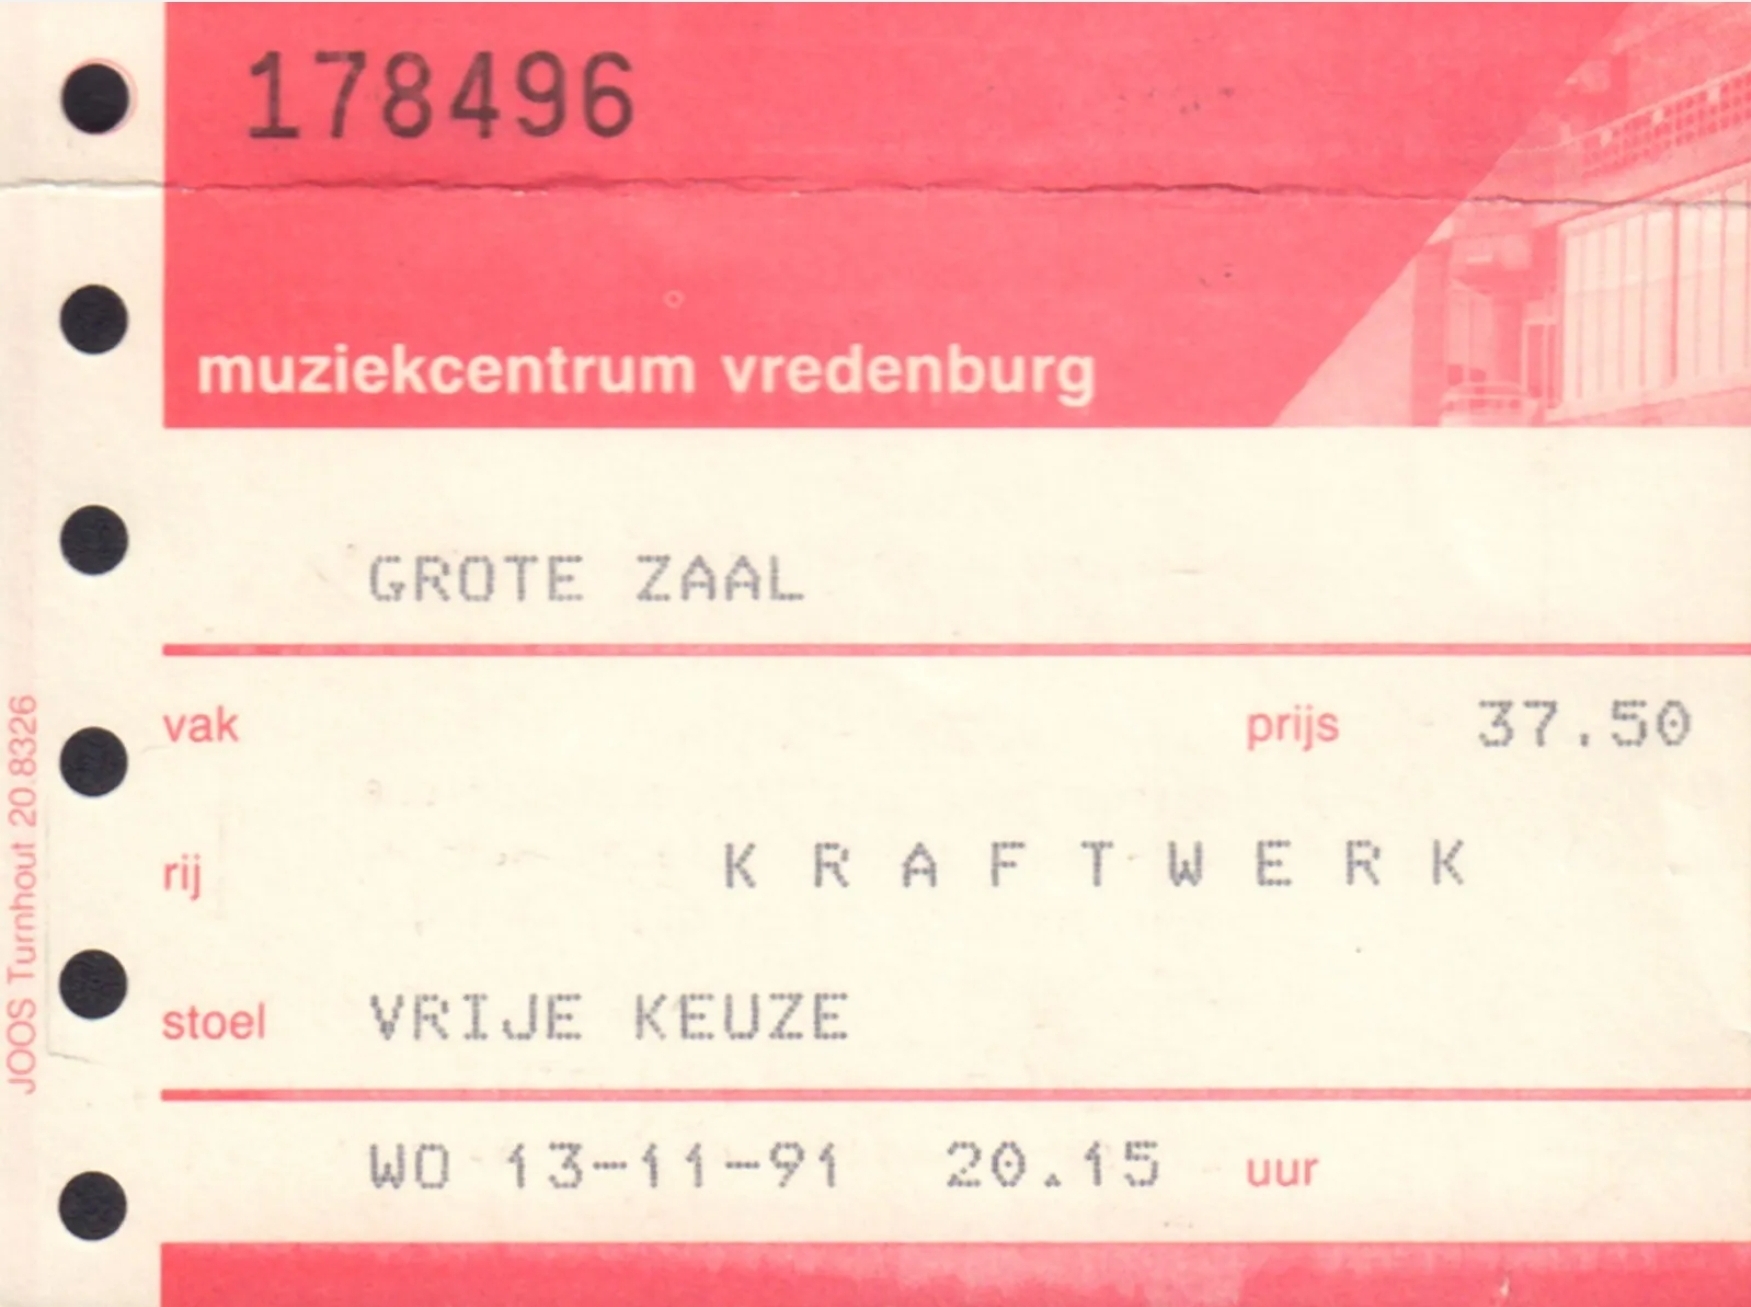 178496
muziekcentrum vredenburg
GROTE ZAAL
vak prijs 37.50
rij K R A F T W E R K
stoel VRIJE KEUZE
WO 13-11-91 20.15 uur
JOOS Turnhout 20.8326